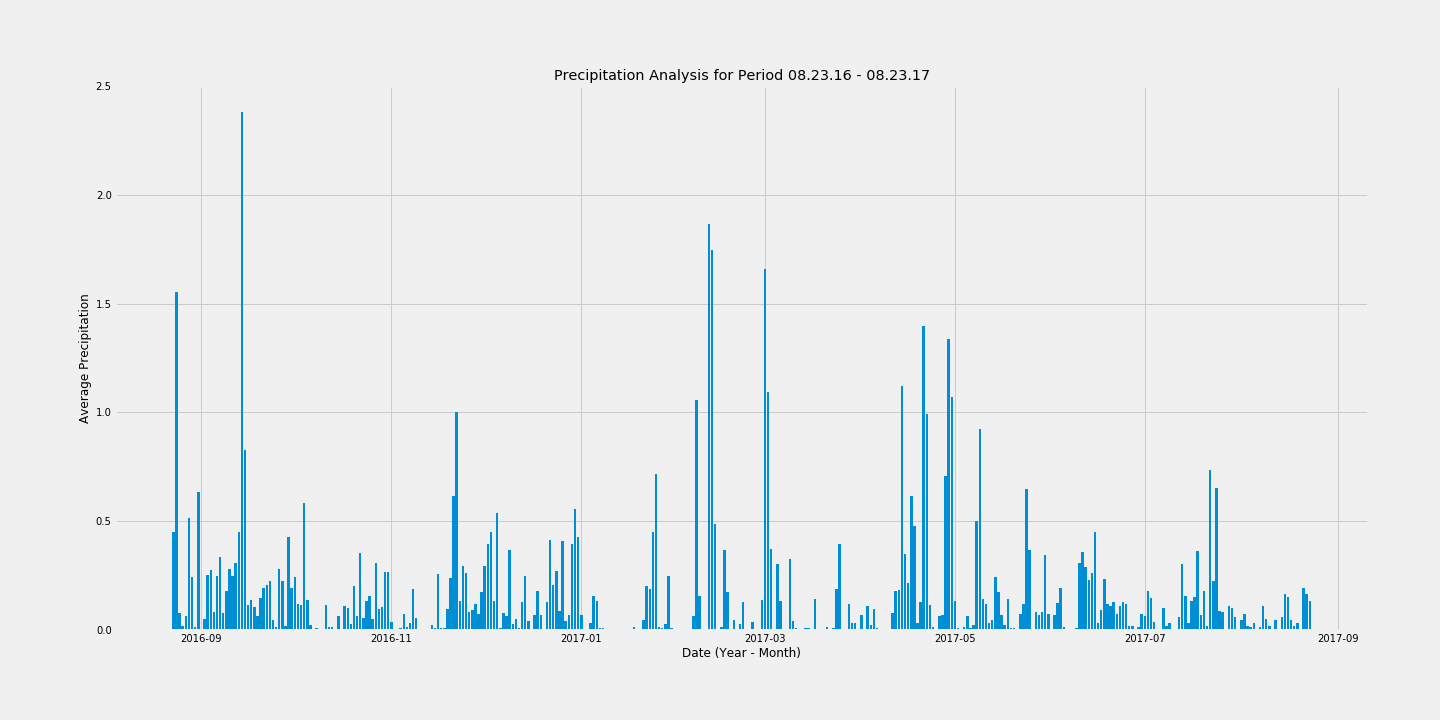 Precipitation Analysis for Period 08.23.16 - 08.23.17
2.5
2.0
1.5
1.0
0.5
0.0
Average Precipitation
2016-09 2016-11 2017-01 2017-03 2017-05 2017-07 2017-09
Date (Year - Month)